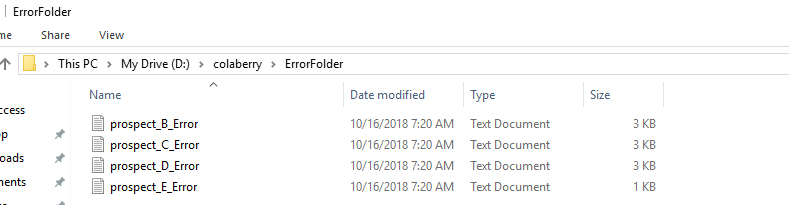 ErrorFolder
me Share View
This PC > My Drive (D:) > colaberry > ErrorFolder
Name Date modified Type Size
ccess
prospect_B_Error 10/16/2018 7:20 AM Text Document 3 KB
op
prospect_C_Error 10/16/2018 7:20 AM Text Document 3 KB
oads
prospect_D_Error 10/16/2018 7:20 AM Text Document 3 KB
ments
prospect_E_Error 10/16/2018 7:20 AM Text Document 1 KB